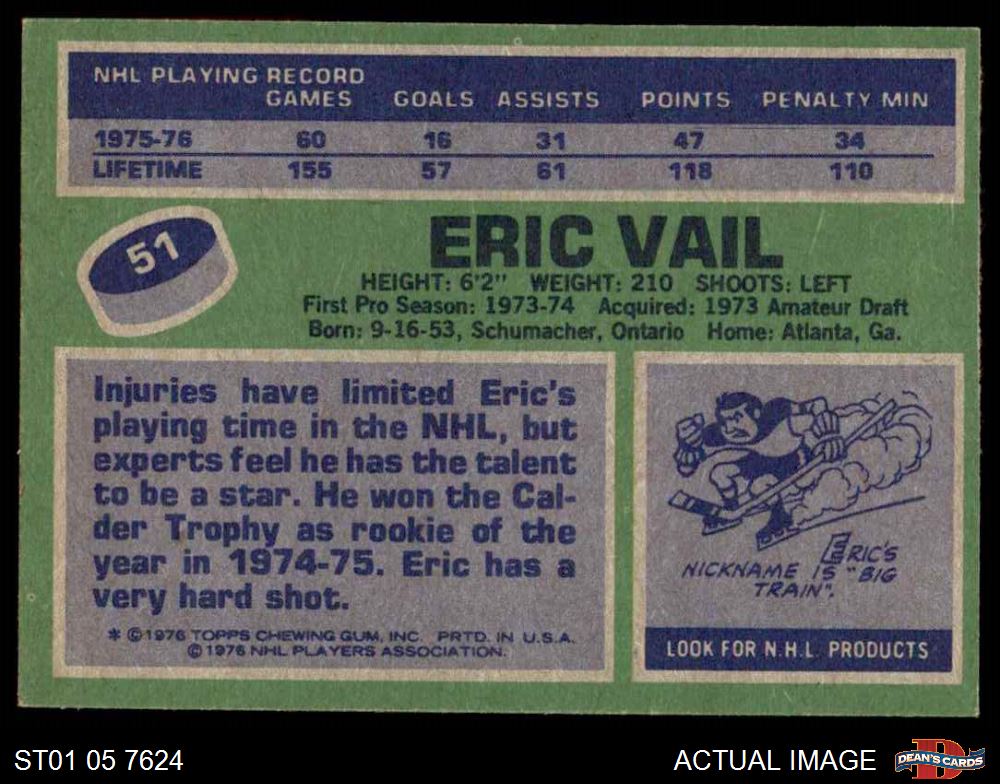 NHL PLAYING RECORD
GAMES GOALS ASSISTS POINTS PENALTY MIN
1975-76 60 16 31 47 34
LIFETIME 155 57 61 118 110
51
ERIC VAIL
HEIGHT: 6'2" WEIGHT: 210 SHOOTS: LEFT
First Pro Season: 1973-74 Acquired: 1973 Amateur Draft
Born: 9-16-53, Schumacher, Ontario Home: Atlanta, Ga.
Injuries have limited Eric's
playing time in the NHL, but
experts feel he has the talent
to be a star. He won the Cal-
der Trophy as rookie of the
year in 1974-75. Eric has a
very hard shot.
* ©1976 TOPPS CHEWING GUM, INC. PRTD. IN U.S.A.
©1976 NHL PLAYERS ASSOCIATION.
ERIC'S
NICKNAME IS "BIG
TRAIN".
LOOK FOR N.H.L. PRODUCTS
ST01 05 7624
ACTUAL IMAGE
D
DEAN'S CARDS